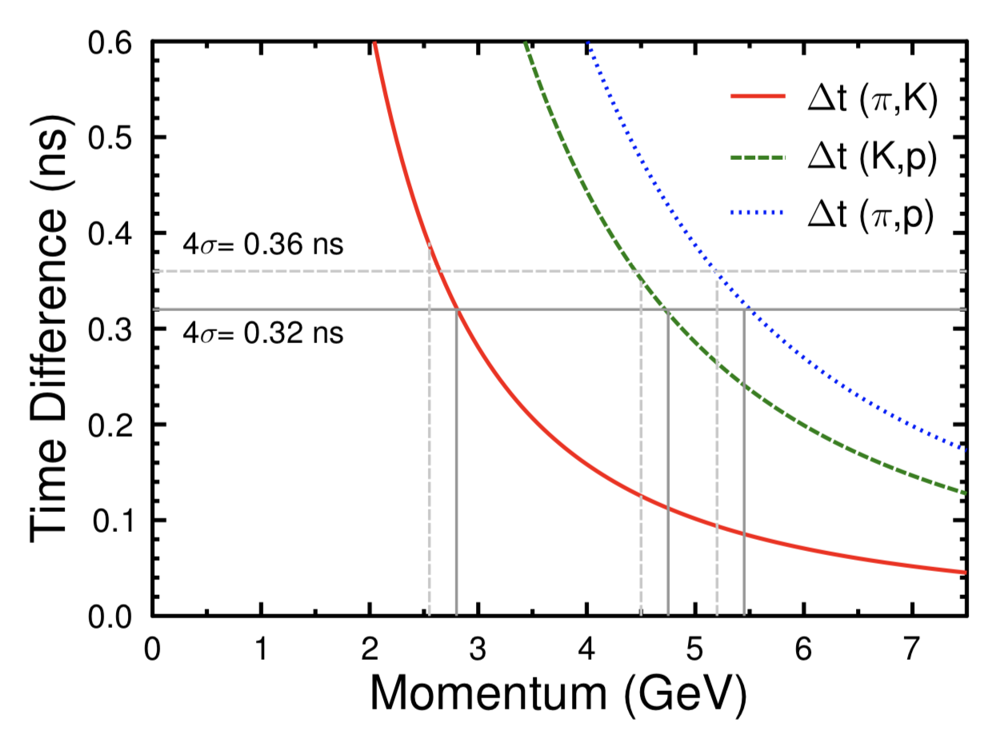 0.6
0.5
0.4
0.3
0.2
0.1
0.0
Time Difference (ns)
Δt (π,K)
Δt (K,p)
Δt (π,p)
4σ= 0.36 ns
4σ= 0.32 ns
0 1 2 3 4 5 6 7
Momentum (GeV)